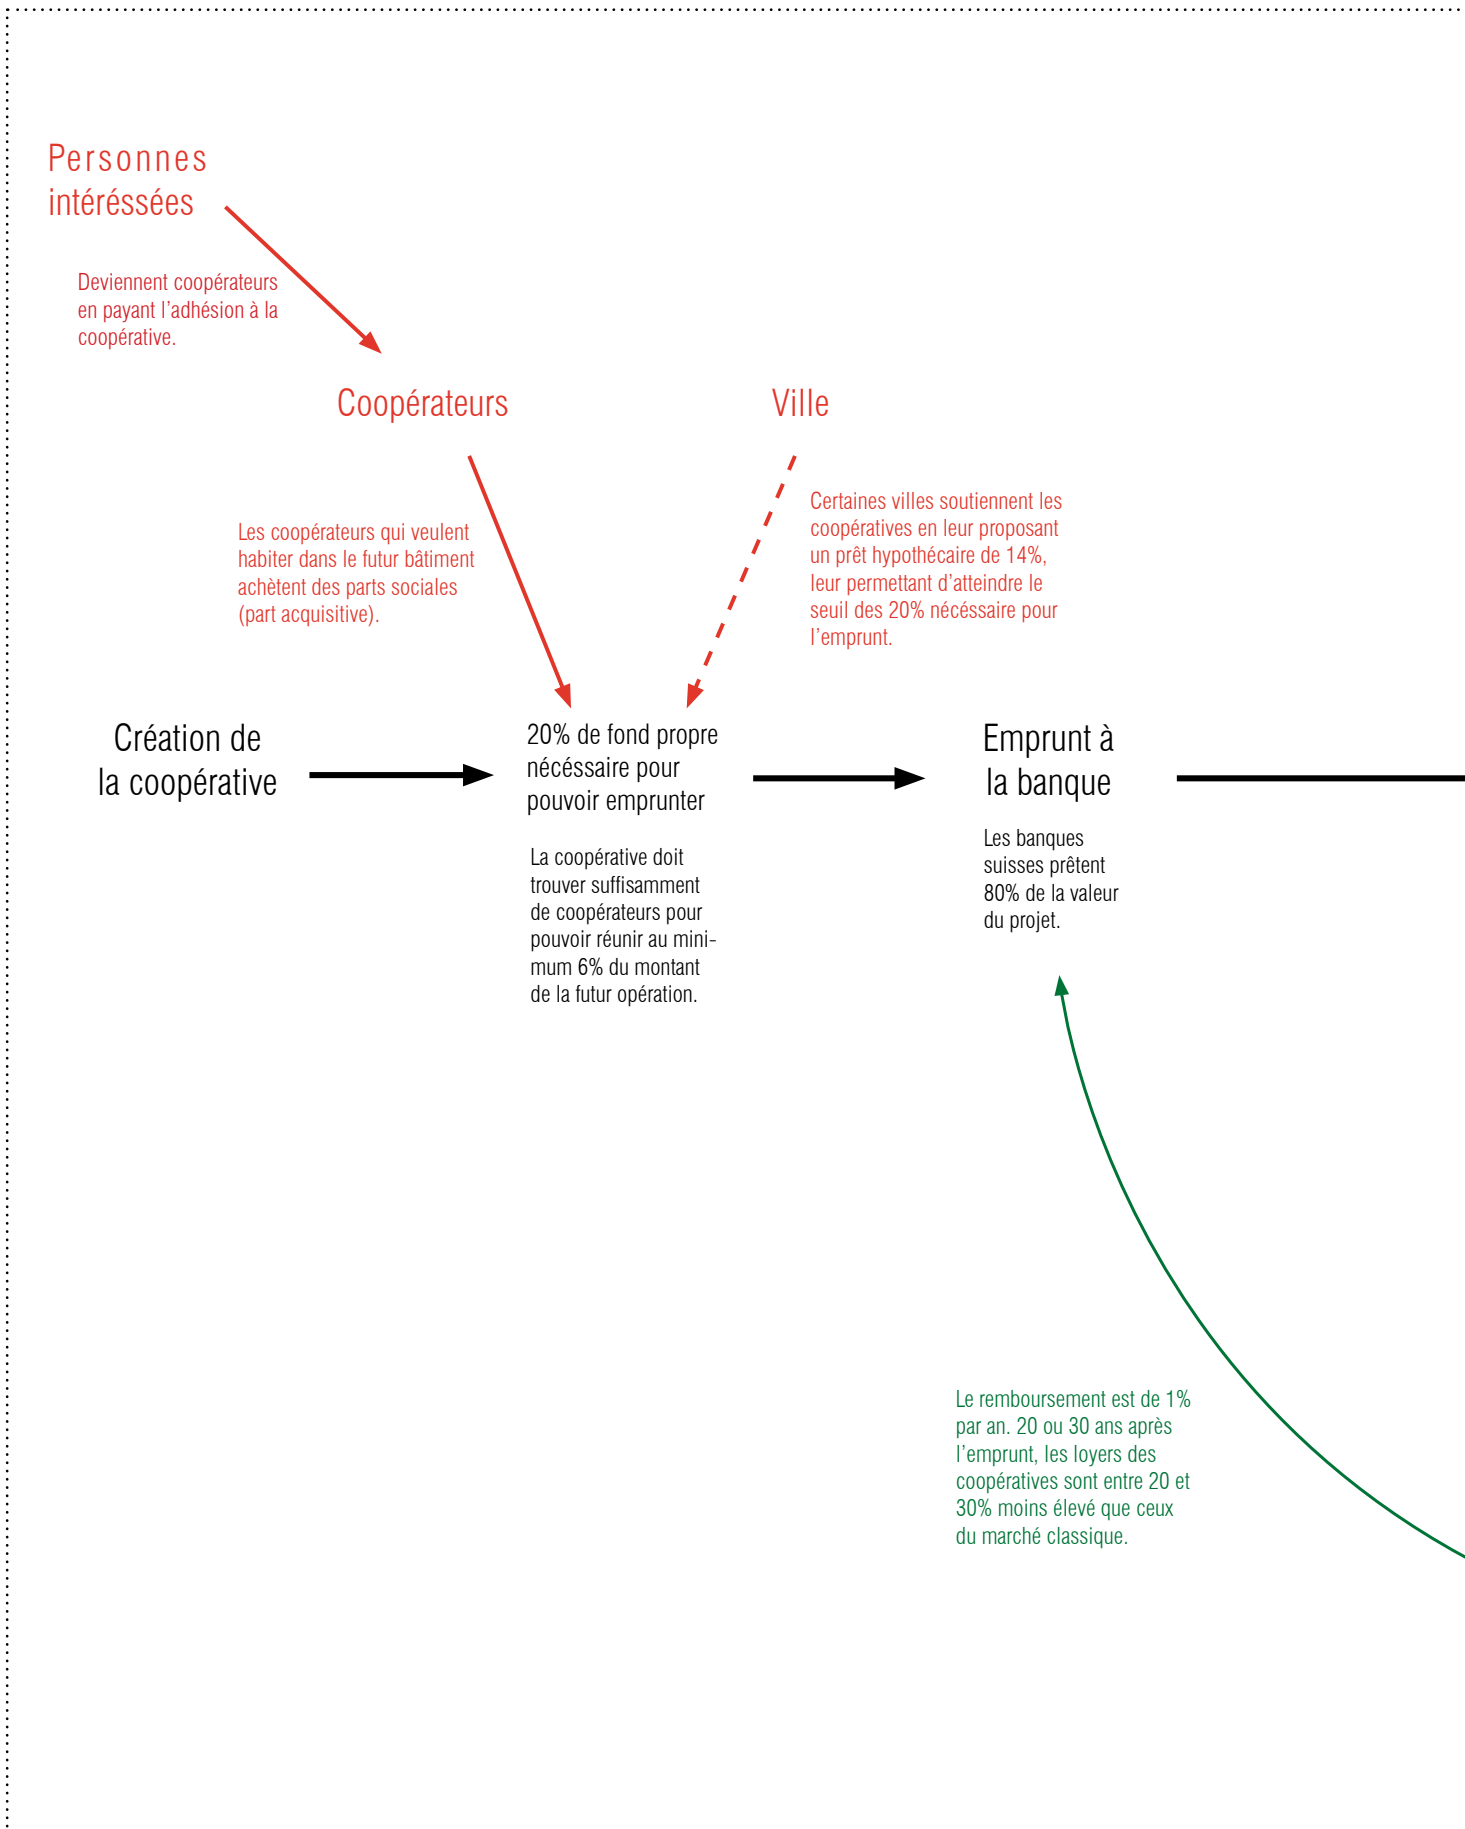 Personnes
intéréssées
Deviennent coopérateurs
en payant l’adhésion à la
coopérative.
Coopérateurs
Ville
Les coopérateurs qui veulent
habiter dans le futur bâtiment
achètent des parts sociales
(part acquisitive).
Certaines villes soutiennent les
coopératives en leur proposant
un prêt hypothécaire de 14%,
leur permettant d’atteindre le
seuil des 20% nécéssaire pour
l’emprunt.
Création de
la coopérative
20% de fond propre
nécéssaire pour
pouvoir emprunter
La coopérative doit
trouver suffisamment
de coopérateurs pour
pouvoir réunir au mini-
mum 6% du montant
de la futur opération.
Emprunt à
la banque
Les banques
suisses prêtent
80% de la valeur
du projet.
Le remboursement est de 1%
par an. 20 ou 30 ans après
l’emprunt, les loyers des
coopératives sont entre 20 et
30% moins élevé que ceux
du marché classique.